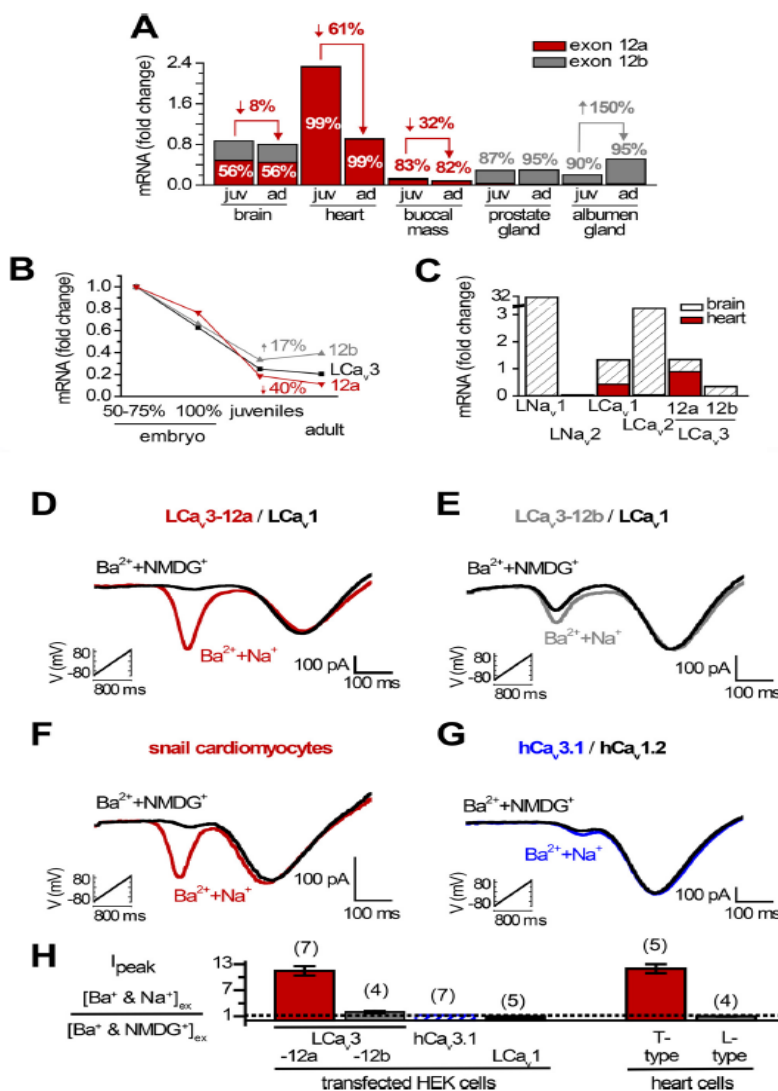 A
↓ 61%
exon 12a
exon 12b
mRNA (fold change)
2.4
1.6
0.8
0.0
↓ 8%
↓ 32%
↑ 150%
56% 56%
99% 99%
83% 82%
87% 95%
90% 95%
juv ad juv ad juv ad juv ad juv ad
brain heart buccal mass prostate gland albumen gland
B
mRNA (fold change)
1.0
0.8
0.6
0.4
0.2
0.0
↑ 17%
↓ 40%
12b
LCaᵥ3
12a
50-75% 100% juveniles
embryo
adult
C
mRNA (fold change)
32
3
2
1
0
brain
heart
LNaᵥ1 LCaᵥ1 12a 12b
LNaᵥ2 LCaᵥ2 LCaᵥ3
D
LCaᵥ3-12a / LCaᵥ1
Ba²⁺+NMDG⁺
Ba²⁺+Na⁺
V (mV)
80
-80
800 ms
100 pA
100 ms
E
LCaᵥ3-12b / LCaᵥ1
Ba²⁺+NMDG⁺
Ba²⁺+Na⁺
V (mV)
80
-80
800 ms
100 pA
100 ms
F
snail cardiomyocytes
Ba²⁺+NMDG⁺
Ba²⁺+Na⁺
V (mV)
80
-80
800 ms
100 pA
100 ms
G
hCaᵥ3.1 / hCaᵥ1.2
Ba²⁺+NMDG⁺
Ba²⁺+Na⁺
V (mV)
80
-80
800 ms
100 pA
100 ms
H
I peak
[Ba⁺ & Na⁺]ex
[Ba⁺ & NMDG⁺]ex
13
1
(7)
(4)
(7)
(5)
(5)
(4)
LCaᵥ3 hCaᵥ3.1
-12a -12b LCaᵥ1
transfected HEK cells
T-type L-type
heart cells